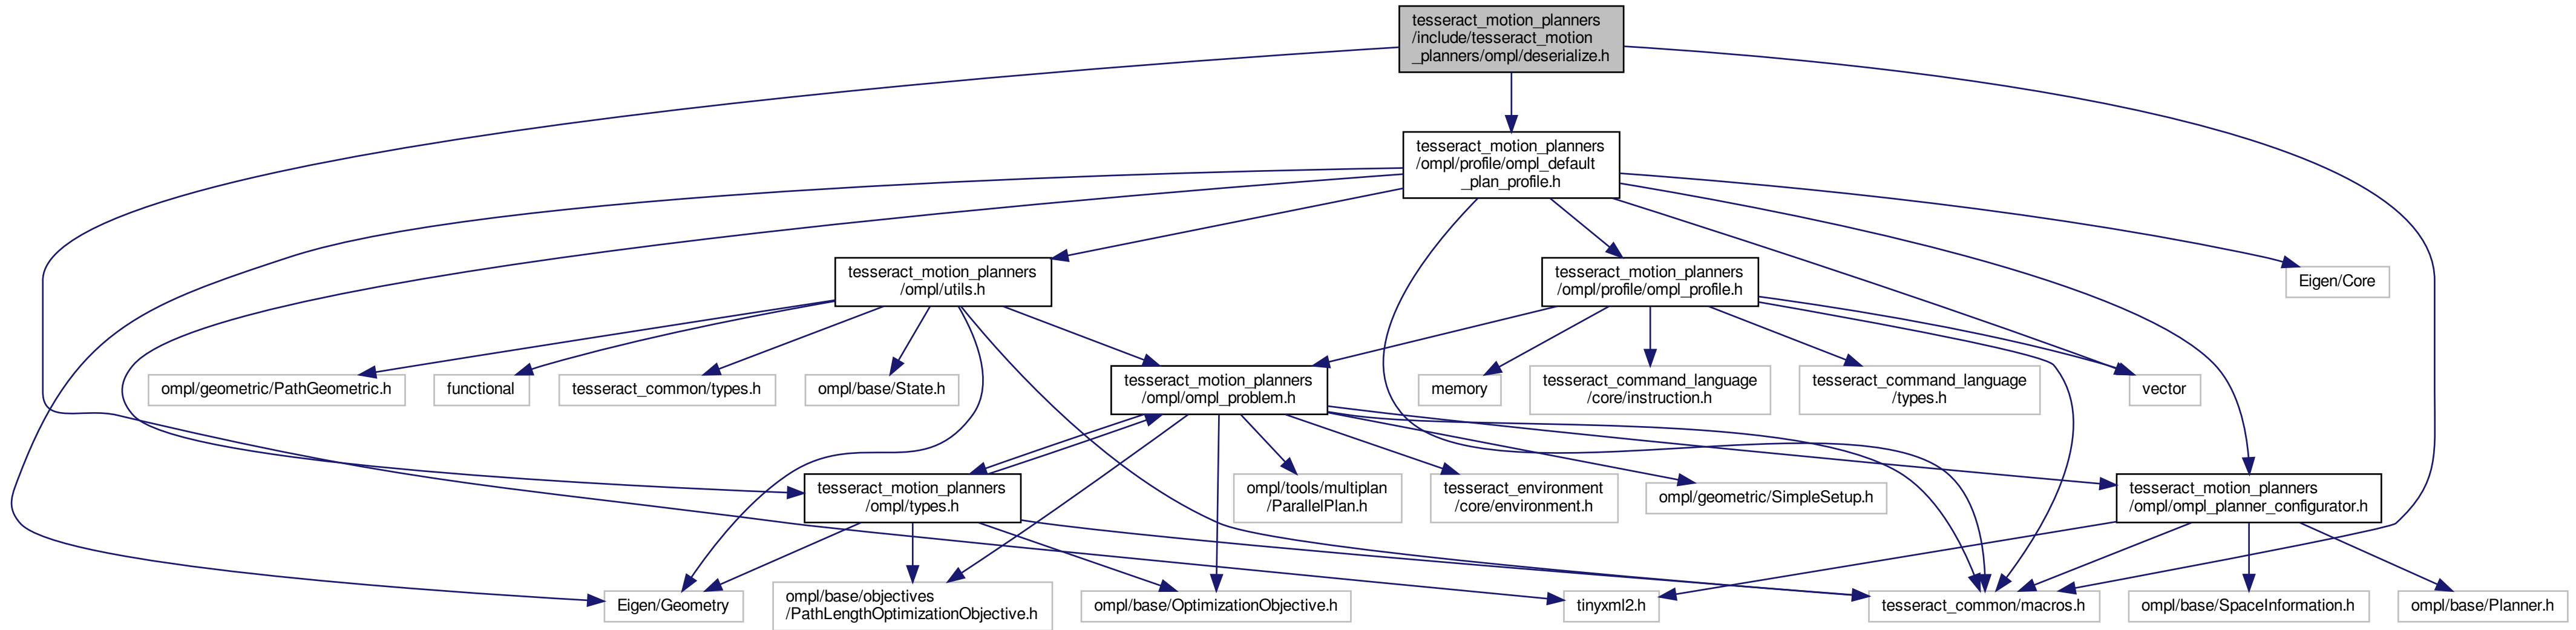 tesseract_motion_planners
/include/tesseract_motion
_planners/ompl/deserialize.h
tesseract_motion_planners
/ompl/profile/ompl_default
_plan_profile.h
tesseract_motion_planners
/ompl/utils.h
tesseract_motion_planners
/ompl/profile/ompl_profile.h
Eigen/Core
ompl/geometric/PathGeometric.h
functional
tesseract_common/types.h
ompl/base/State.h
tesseract_motion_planners
/ompl/ompl_problem.h
memory
tesseract_command_language
core/instruction.h
tesseract_command_language
/types.h
vector
tesseract_motion_planners
/ompl/types.h
ompl/tools/multiplan
/ParallelPlan.h
tesseract_environment
/core/environment.h
ompl/geometric/SimpleSetup.h
tesseract_motion_planners
/ompl/ompl_planner_configurator.h
Eigen/Geometry
ompl/base/objectives
/PathLengthOptimizationObjective.h
ompl/base/OptimizationObjective.h
tinyxml2.h
tesseract_common/macros.h
ompl/base/SpaceInformation.h
ompl/base/Planner.h